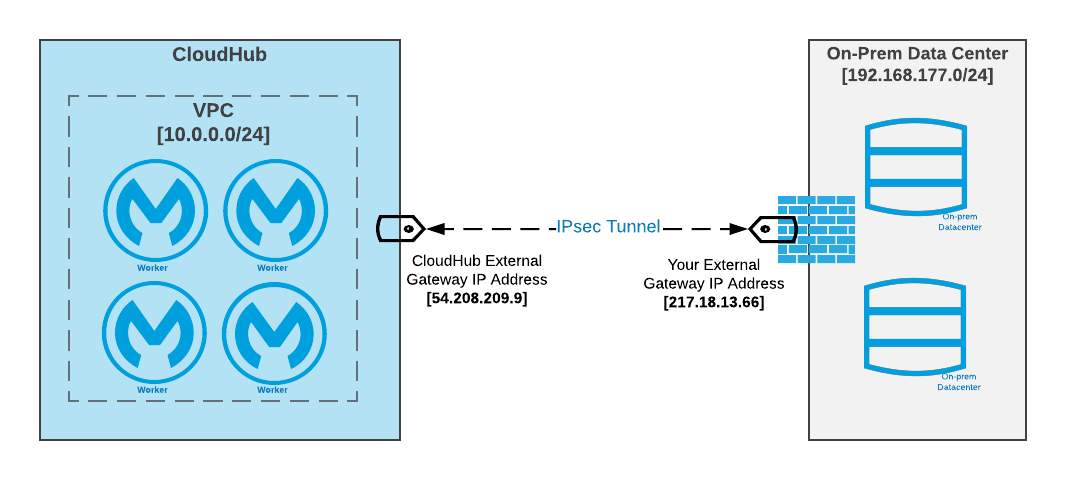 CloudHub
VPC
[10.0.0.0/24]
Worker
Worker
Worker
Worker
IPsec Tunnel
CloudHub External
Gateway IP Address
[54.208.209.9]
Your External
Gateway IP Address
[217.18.13.66]
On-Prem Data Center
[192.168.177.0/24]
On-prem
Datacenter
On-prem
Datacenter